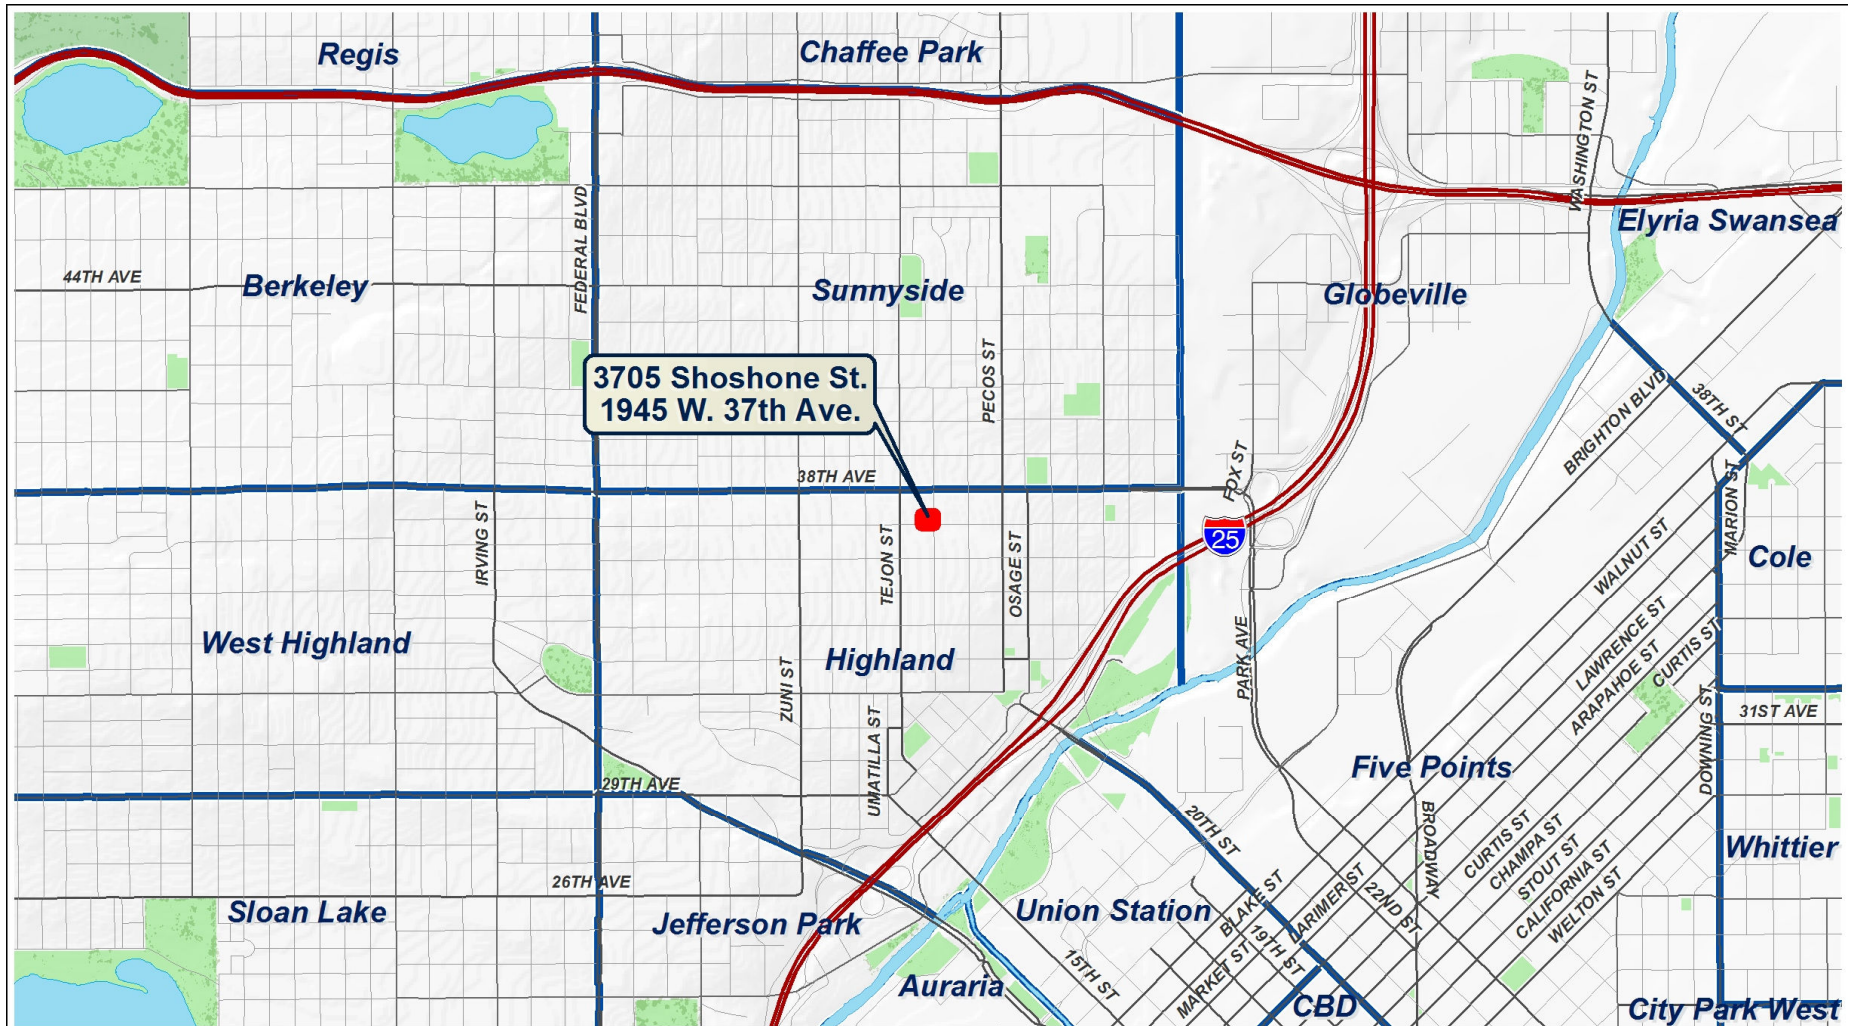 Regis
Chaffee Park
WASHINGTON ST
Elyria Swansea
FEDERAL BLVD
44TH AVE
Berkeley
Sunnyside
Globeville
PECOS ST
3705 Shoshone St.
1945 W. 37th Ave.
BRIGHTON BLVD
38TH ST
38TH AVE
FOX ST
25
MARION ST
IRVING ST
TEJON ST
OSAGE ST
WALNUT ST
Cole
West Highland
Highland
PARK AVE
LAWRENCE ST
ARAPAHOE ST
CURTIS ST
ZUNI ST
UMATILLA ST
31ST AVE
DOWNING ST
Five Points
29TH AVE
20TH ST
BROADWAY
CURTIS ST
CHAMPA ST
STOUT ST
CALIFORNIA ST
WELTON ST
Whittier
26TH AVE
Sloan Lake
Jefferson Park
Union Station
BLAKE ST
LARIMER ST
22ND ST
19TH ST
MARKET ST
15TH ST
Auraria
CBD
City Park West